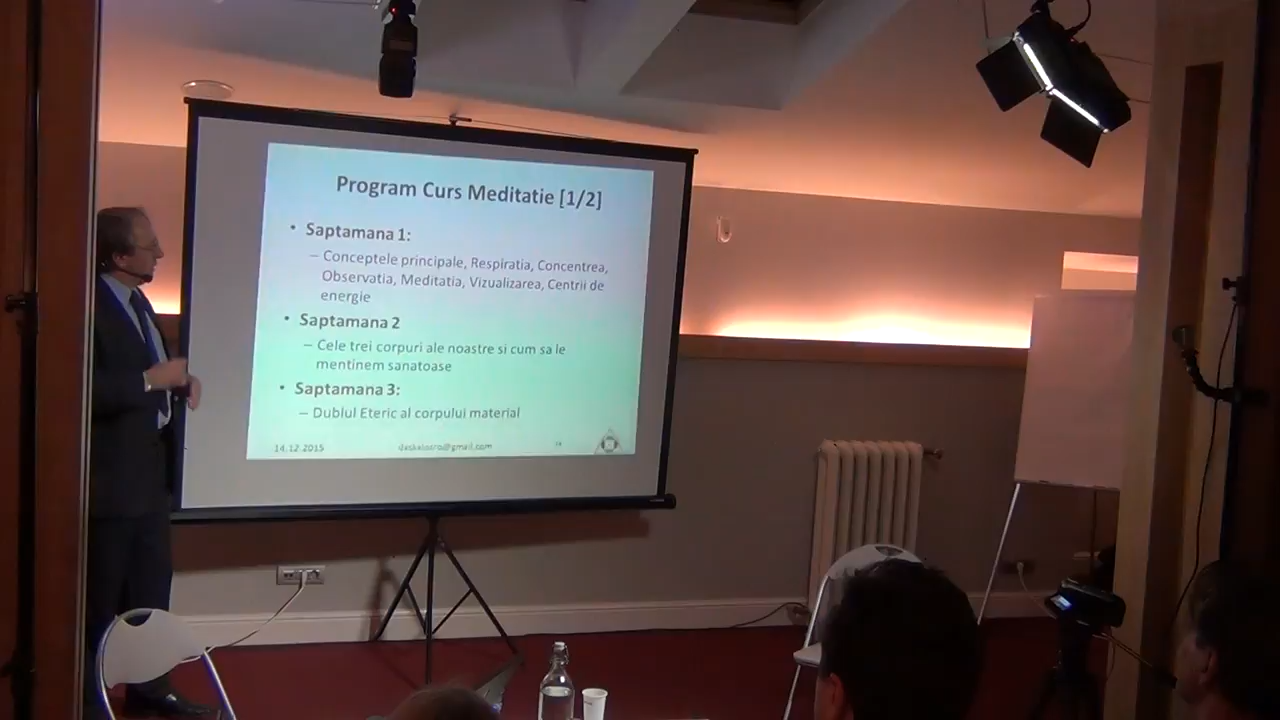 Program Curs Meditatie [1/2]
• Saptamana 1:
– Conceptele principale, Respiratia, Concentrea,
Observatia, Meditatia, Vizualizarea, Centrii de
energie
• Saptamana 2
– Cele trei corpuri ale noastre si cum sa le
mentinem sanatoase
• Saptamana 3:
– Dublul Eteric al corpului material
14.12.2015